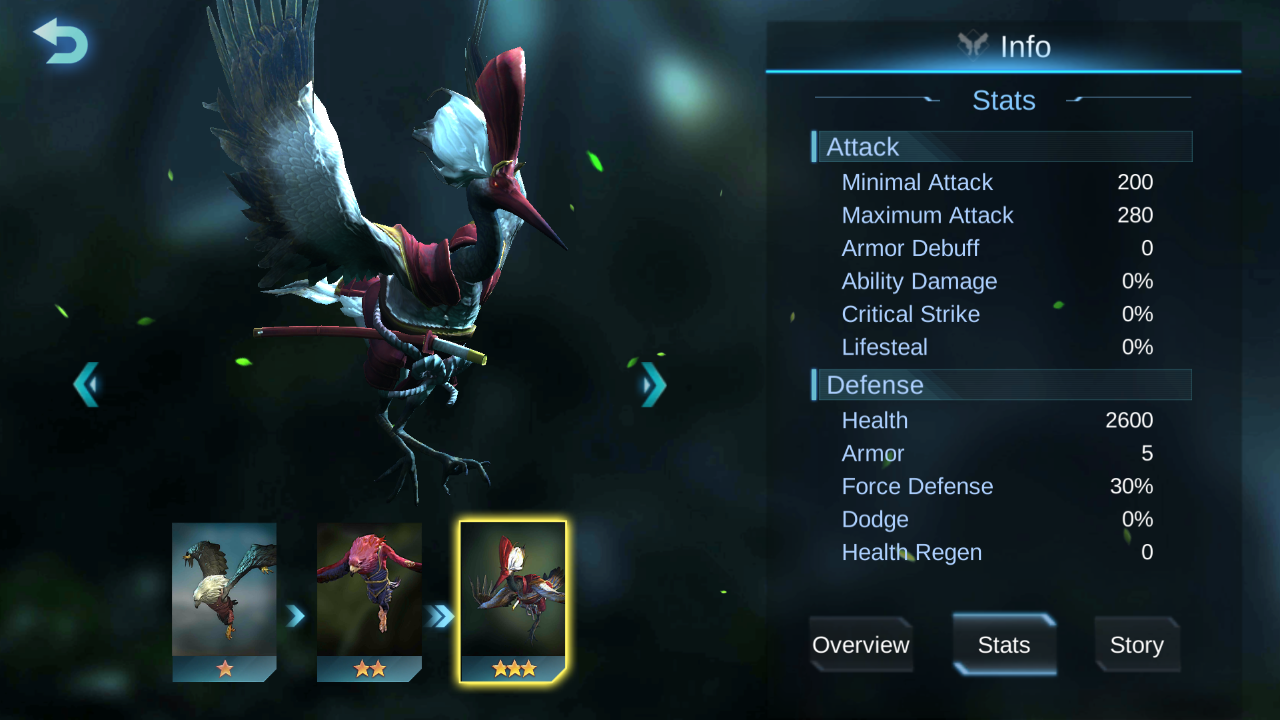 Info
Stats
Attack
Minimal Attack 200
Maximum Attack 280
Armor Debuff 0
Ability Damage 0%
Critical Strike 0%
Lifesteal 0%
Defense
Health 2600
Armor 5
Force Defense 30%
Dodge 0%
Health Regen 0
Overview Stats Story